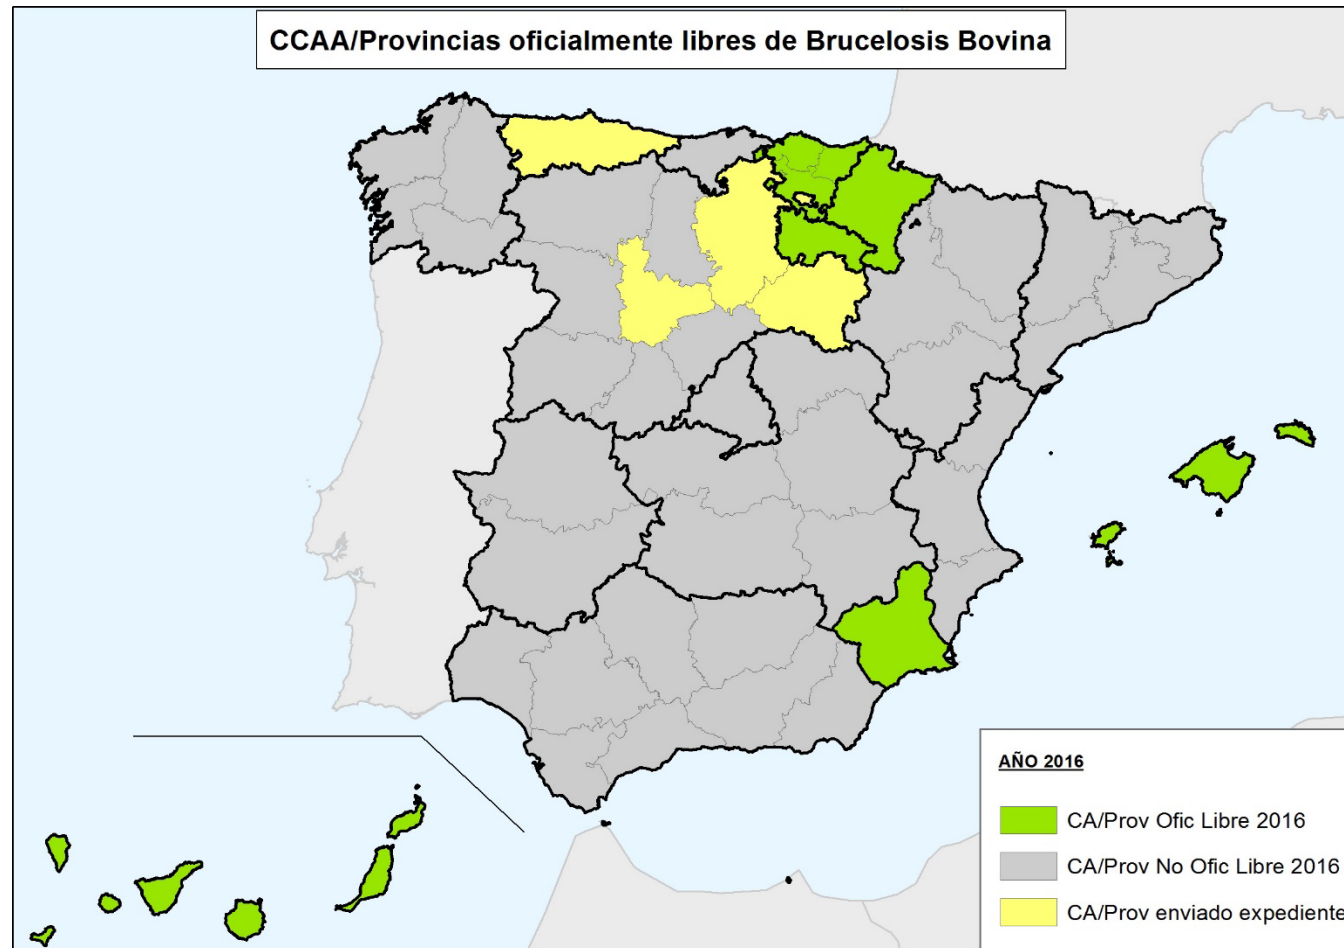 CCAA/Provincias oficialmente libres de Brucelosis Bovina
AÑO 2016
CA/Prov Ofic Libre 2016
CA/Prov No Ofic Libre 2016
CA/Prov enviado expediente